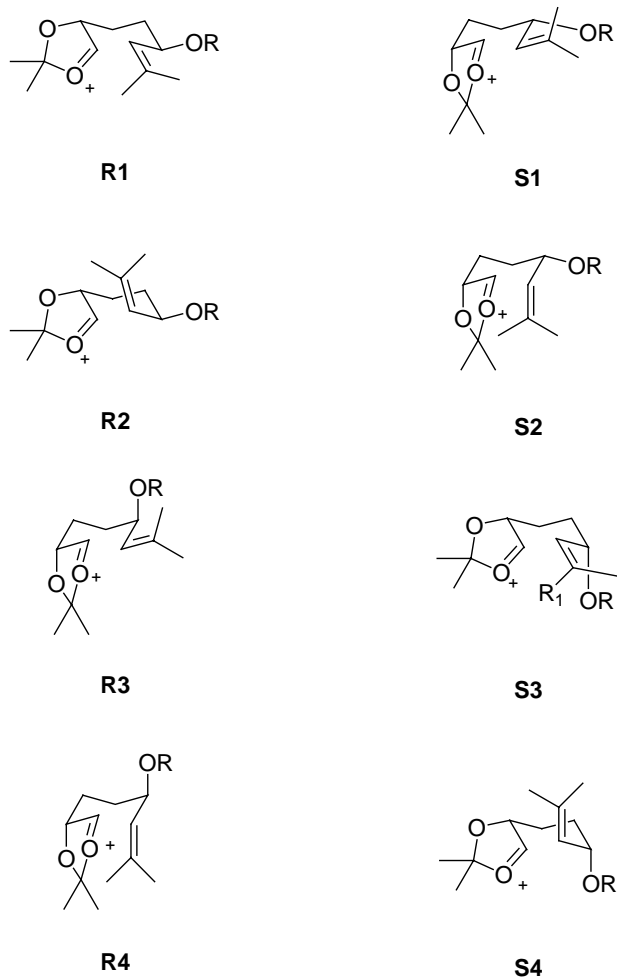 O OR
O
+
R1
OR
O
+
O
S1
O
OR
O
+
R2
OR
O
+
O
S2
OR
+
O O
R3
O
O
+
R1
OR
S3
OR
+
O
O
R4
O
O
+
OR
S4